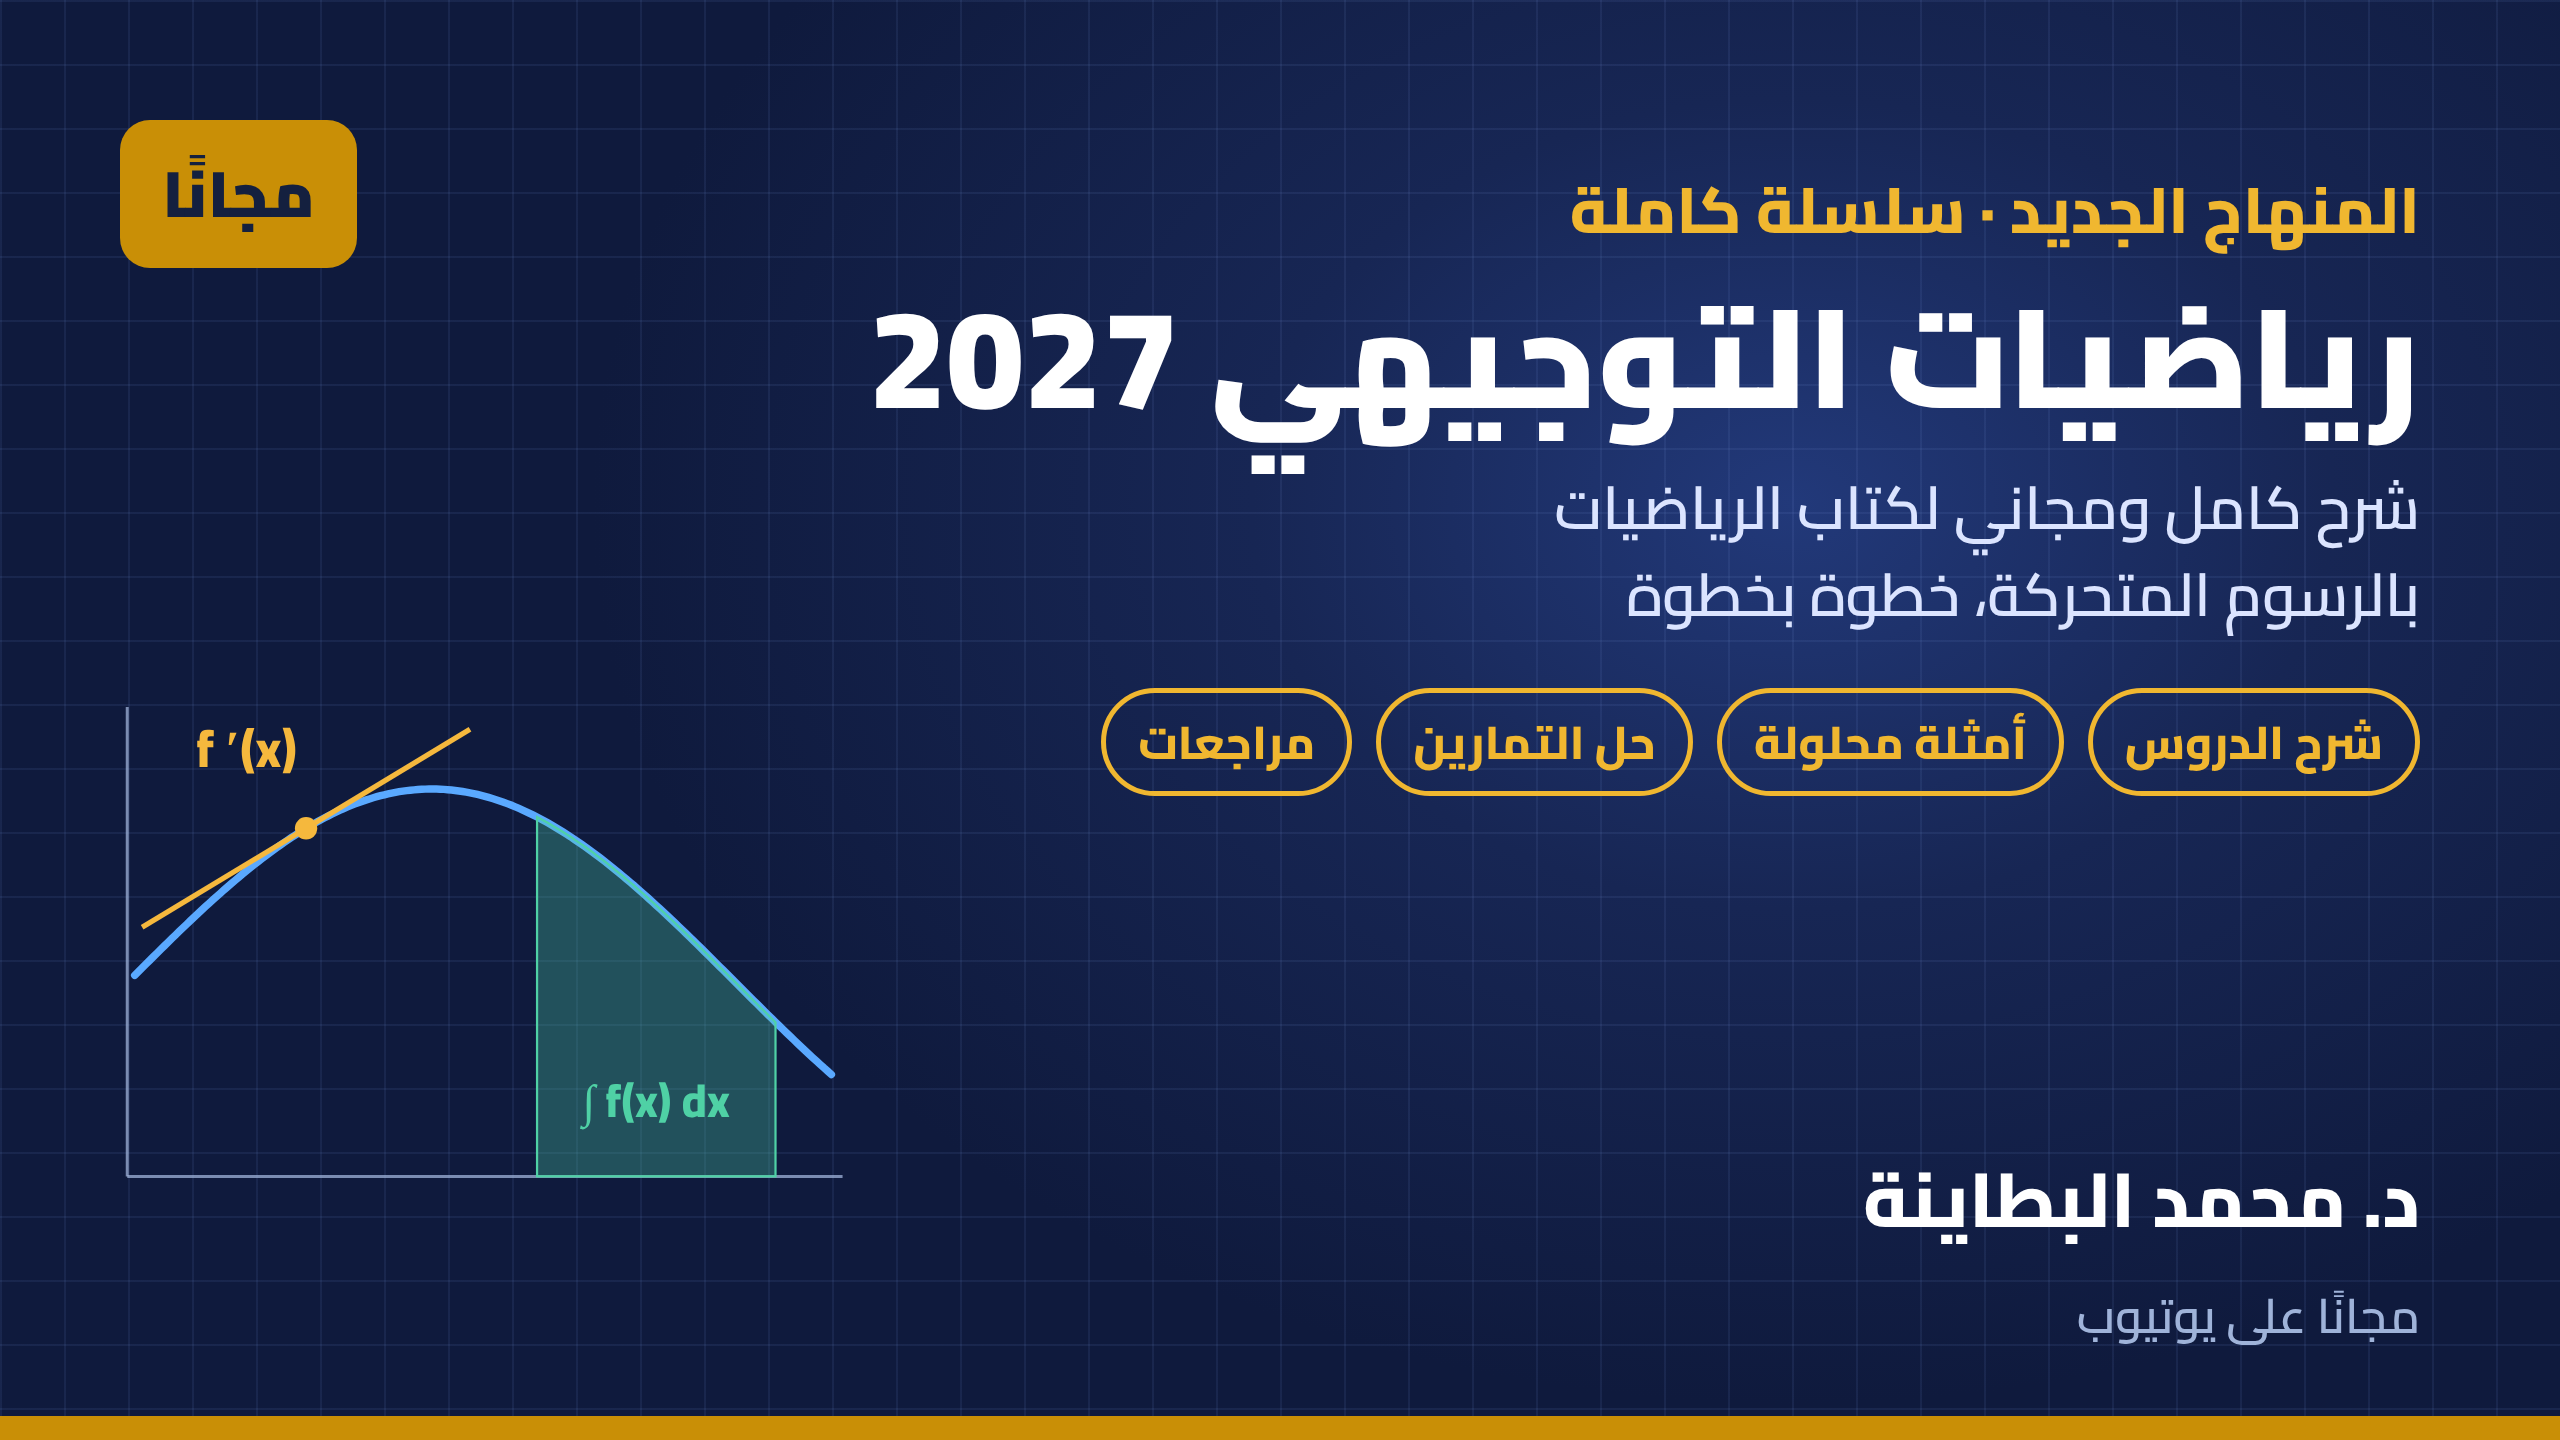 مجانًا
المنهاج الجديد · سلسلة كاملة
رياضيات التوجيهي 2027
شرح كامل ومجاني لكتاب الرياضيات
بالرسوم المتحركة، خطوة بخطوة
شرح الدروس
أمثلة محلولة
حل التمارين
مراجعات
f ′(x)
∫ f(x) dx
د. محمد البطاينة
مجانًا على يوتيوب